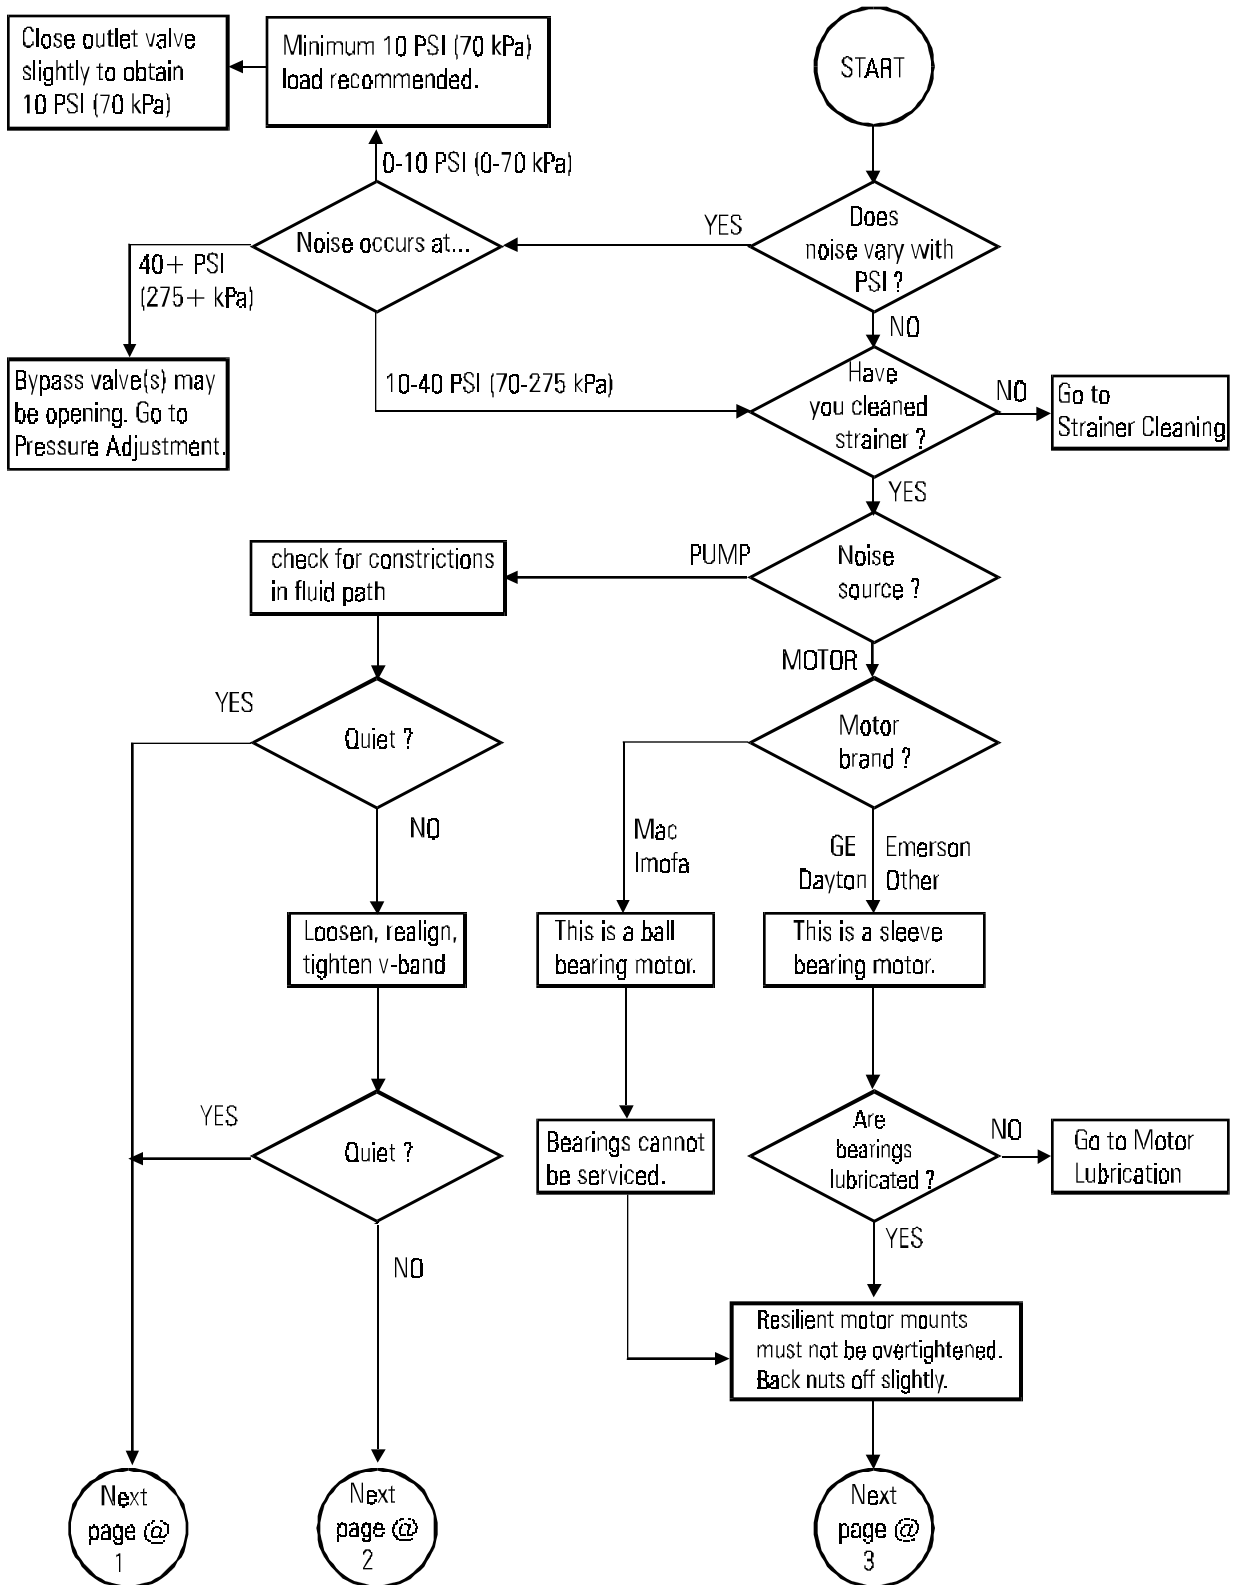 Close outlet valve
slightly to obtain
10 PSI (70 kPa)
Minimum 10 PSI (70 kPa)
load recommended.
START
0-10 PSI (0-70 kPa)
Noise occurs at...
YES
Does
noise vary with
PSI ?
40+ PSI
(275+ kPa)
NO
Bypass valve(s) may
be opening. Go to
Pressure Adjustment.
10-40 PSI (70-275 kPa)
Have
you cleaned
strainer ?
NO
Go to
Strainer Cleaning
YES
check for constrictions
in fluid path
PUMP
Noise
source ?
MOTOR
YES
Quiet ?
Motor
brand ?
NO
Mac
Imofa
GE
Dayton
Emerson
Other
Loosen, realign,
tighten v-band
This is a ball
bearing motor.
This is a sleeve
bearing motor.
YES
Quiet ?
Bearings cannot
be serviced.
Are
bearings
lubricated ?
NO
Go to Motor
Lubrication
NO
YES
Resilient motor mounts
must not be overtightened.
Back nuts off slightly.
Next
page @
1
Next
page @
2
Next
page @
3